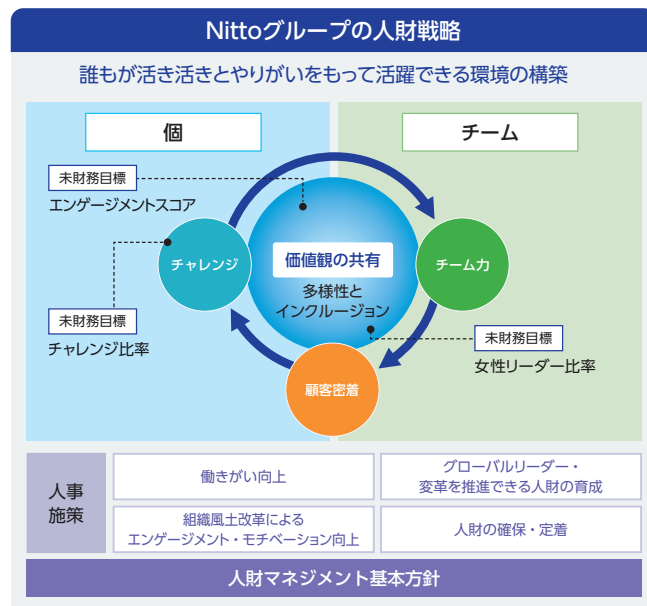 Nittoグループの人財戦略
誰もが活き活きとやりがいをもって活躍できる環境の構築
個
チーム
未財務目標
エンゲージメントスコア
チャレンジ
価値観の共有
多様性と
インクルージョン
チーム力
未財務目標
チャレンジ比率
未財務目標
女性リーダー比率
顧客密着
人事
施策
働きがい向上
グローバルリーダー・
変革を推進できる人財の育成
組織風土改革による
エンゲージメント・モチベーション向上
人財の確保・定着
人財マネジメント基本方針